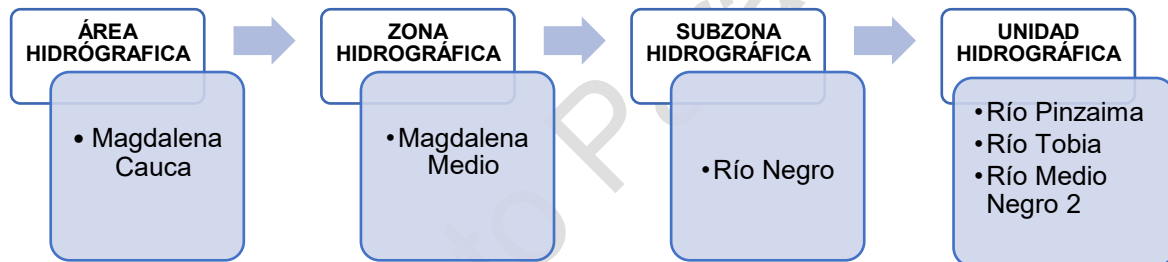 ÁREA
HIDRÓGRAFICA
• Magdalena
Cauca
ZONA
HIDROGRÁFICA
•Magdalena
Medio
SUBZONA
HIDROGRÁFICA
•Río Negro
UNIDAD
HIDROGRÁFICA
•Río Pinzaima
•Río Tobia
•Río Medio
Negro 2